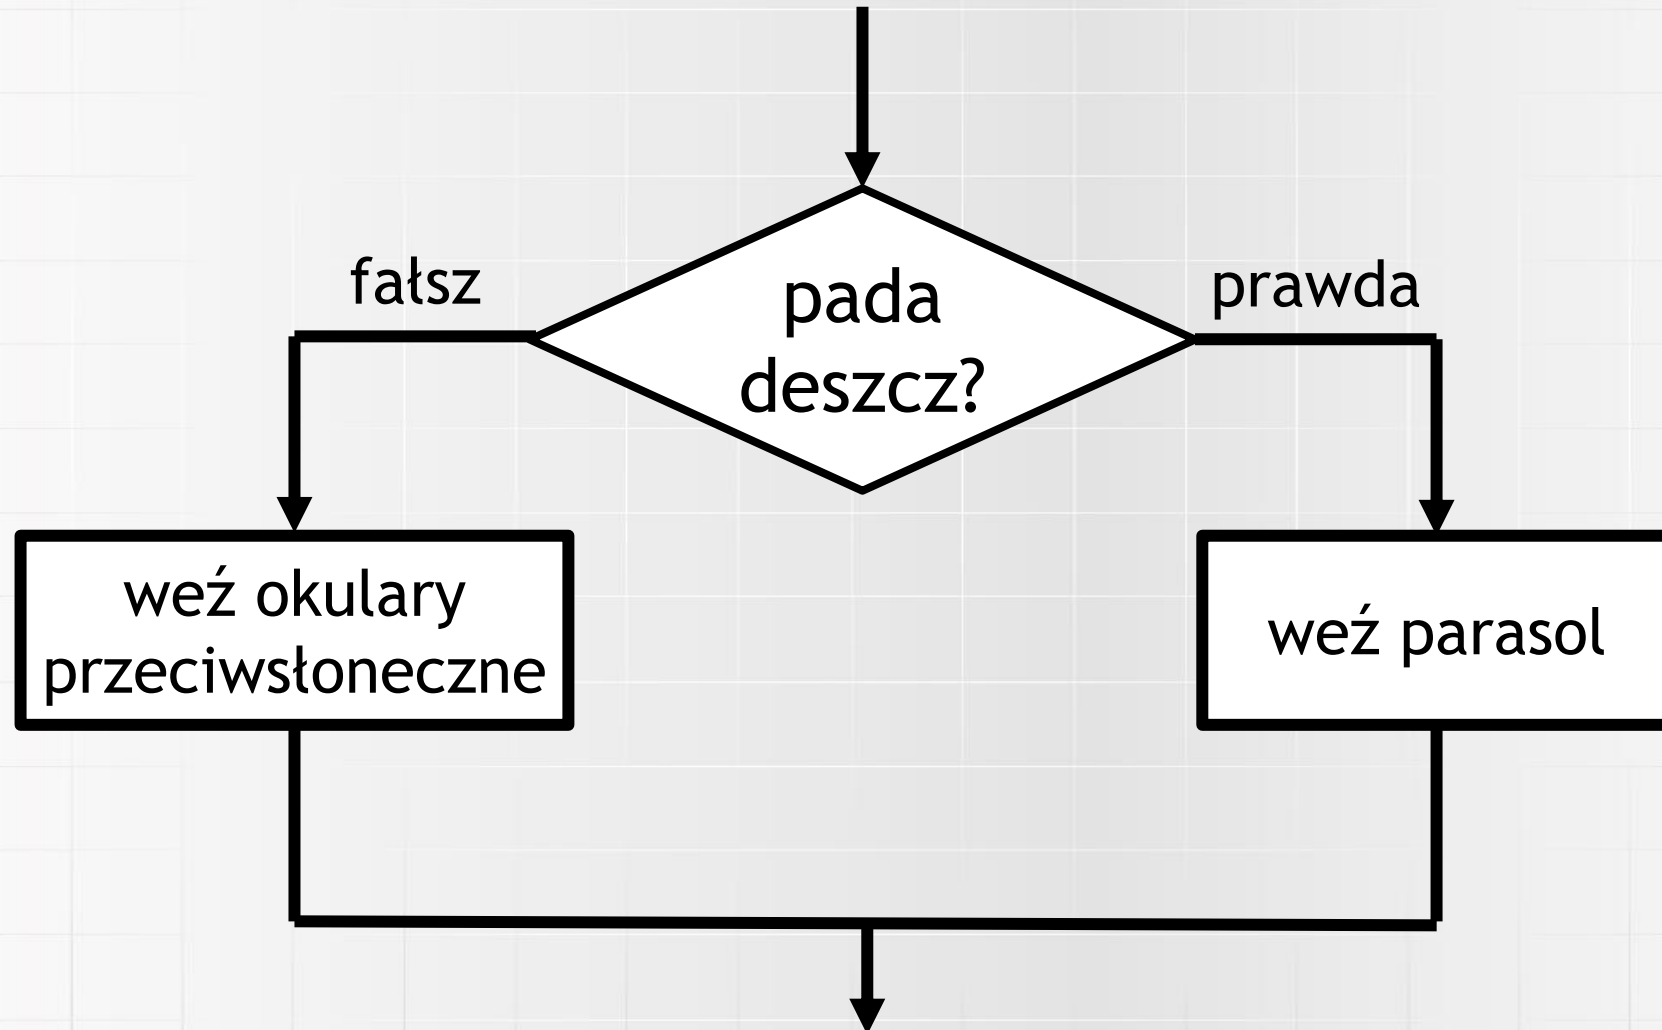 fałsz
pada
deszcz?
prawda
weź okulary
przeciwsłoneczne
weź parasol